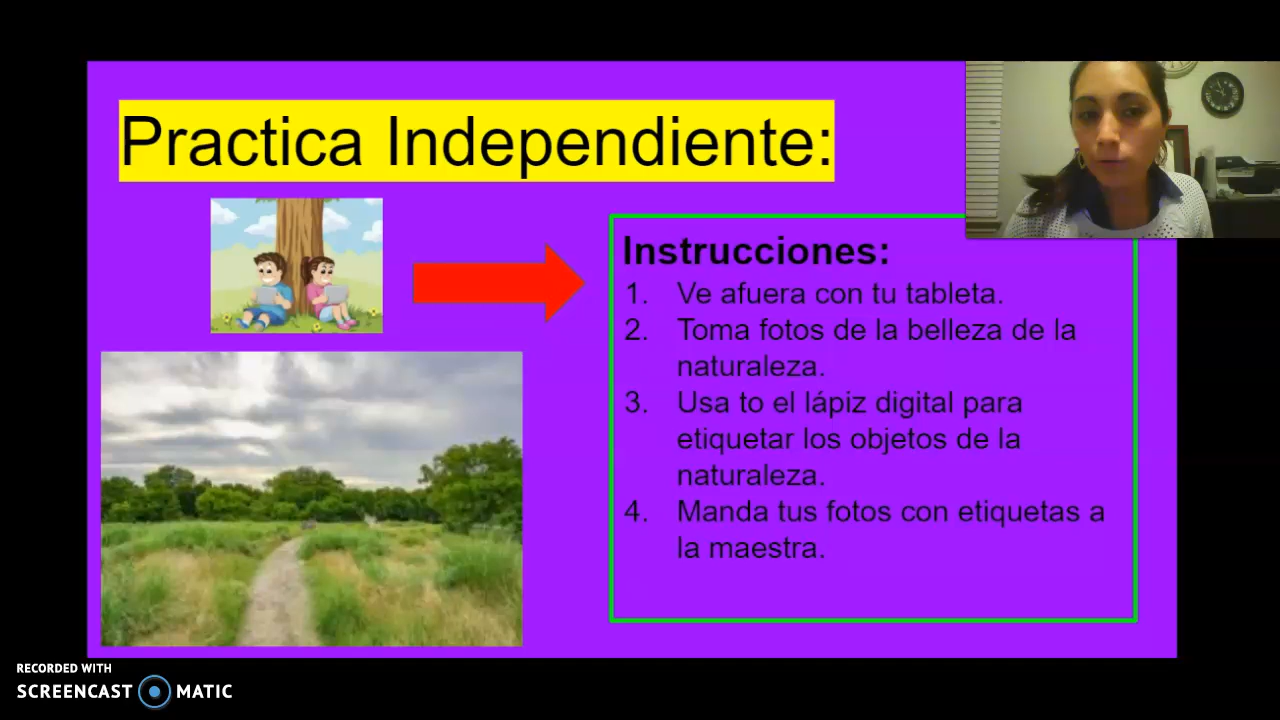 Practica Independiente:
Instrucciones:
1. Ve afuera con tu tableta.
2. Toma fotos de la belleza de la
naturaleza.
3. Usa to el lápiz digital para
etiquetar los objetos de la
naturaleza.
4. Manda tus fotos con etiquetas a
la maestra.
RECORDED WITH
SCREENCAST MATIC